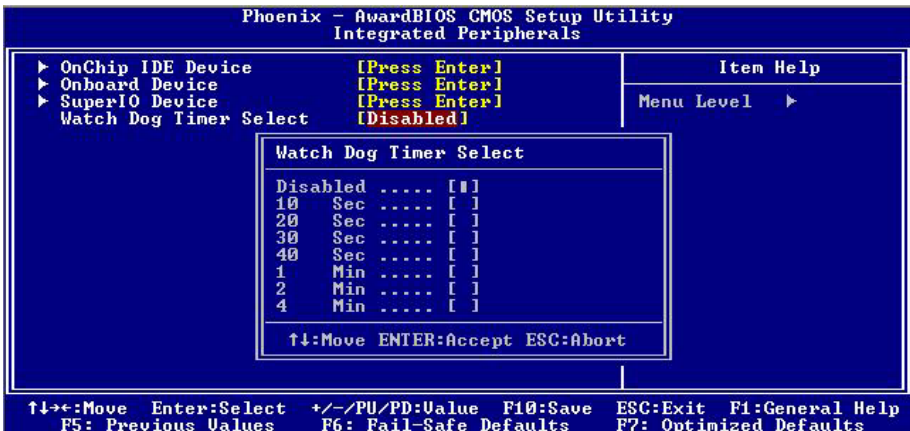 Phoenix - AwardBIOS CMOS Setup Utility
Integrated Peripherals
▶ OnChip IDE Device [Press Enter]
▶ Onboard Device [Press Enter]
▶ SuperIO Device [Press Enter]
Watch Dog Timer Select [Disabled]
Item Help
Menu Level ▶
Watch Dog Timer Select
Disabled ..... [▮]
10 Sec ..... [ ]
20 Sec ..... [ ]
30 Sec ..... [ ]
40 Sec ..... [ ]
1 Min ..... [ ]
2 Min ..... [ ]
4 Min ..... [ ]
↑↓:Move ENTER:Accept ESC:Abort
↑↓→←:Move Enter:Select +/-/PU/PD:Value F10:Save ESC:Exit F1:General Help
F5: Previous Values F6: Fail-Safe Defaults F7: Optimized Defaults